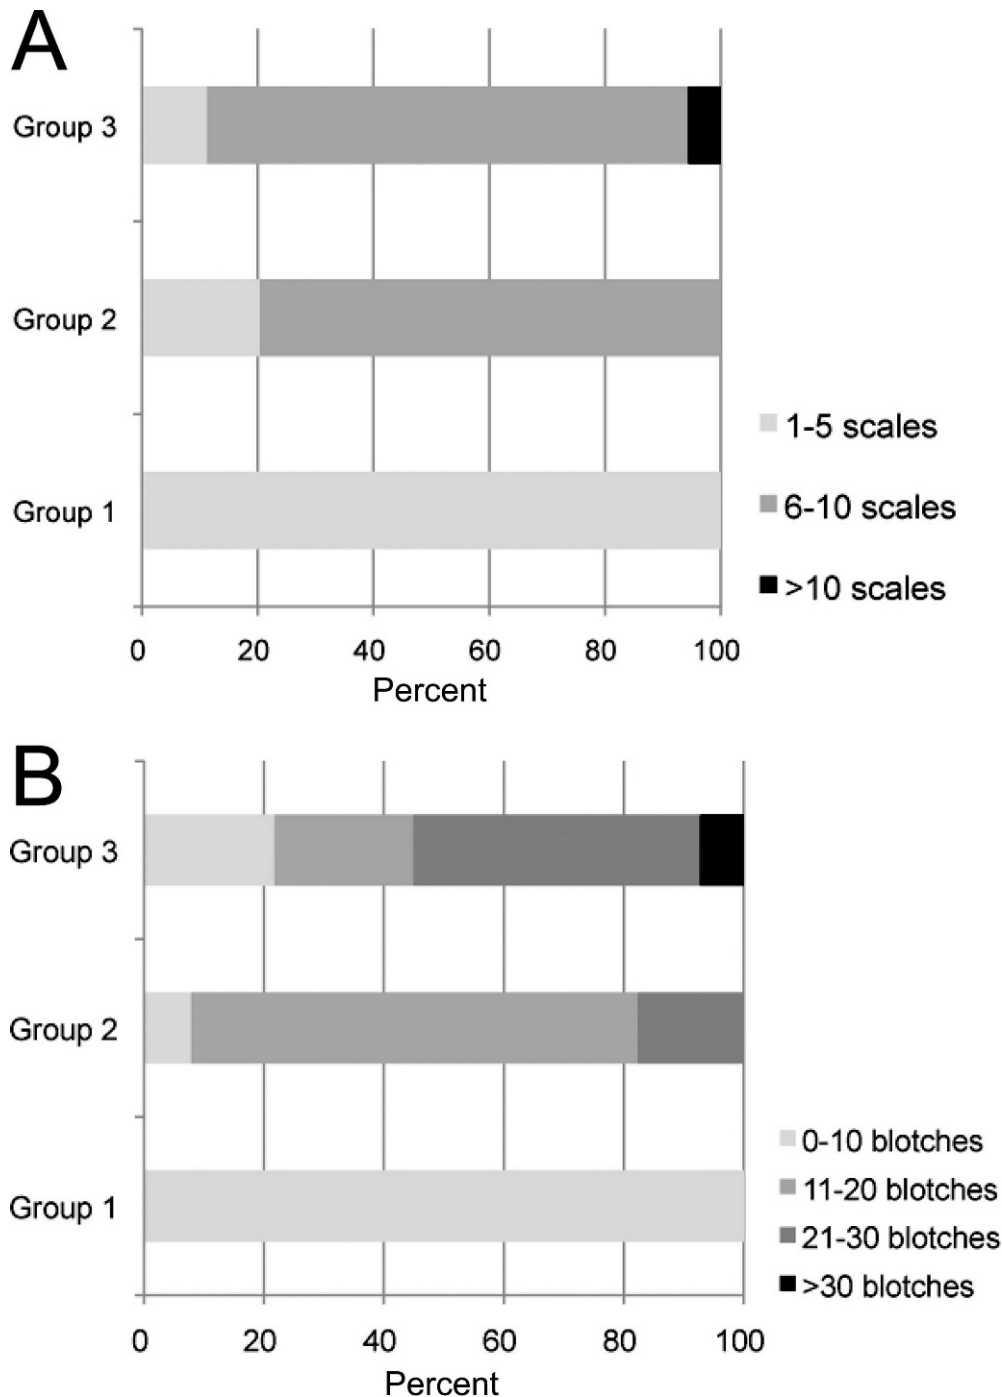 A
Group 3
Group 2
Group 1
1-5 scales
6-10 scales
>10 scales
0 20 40 60 80 100
Percent
B
Group 3
Group 2
Group 1
0-10 blotches
11-20 blotches
21-30 blotches
>30 blotches
0 20 40 60 80 100
Percent